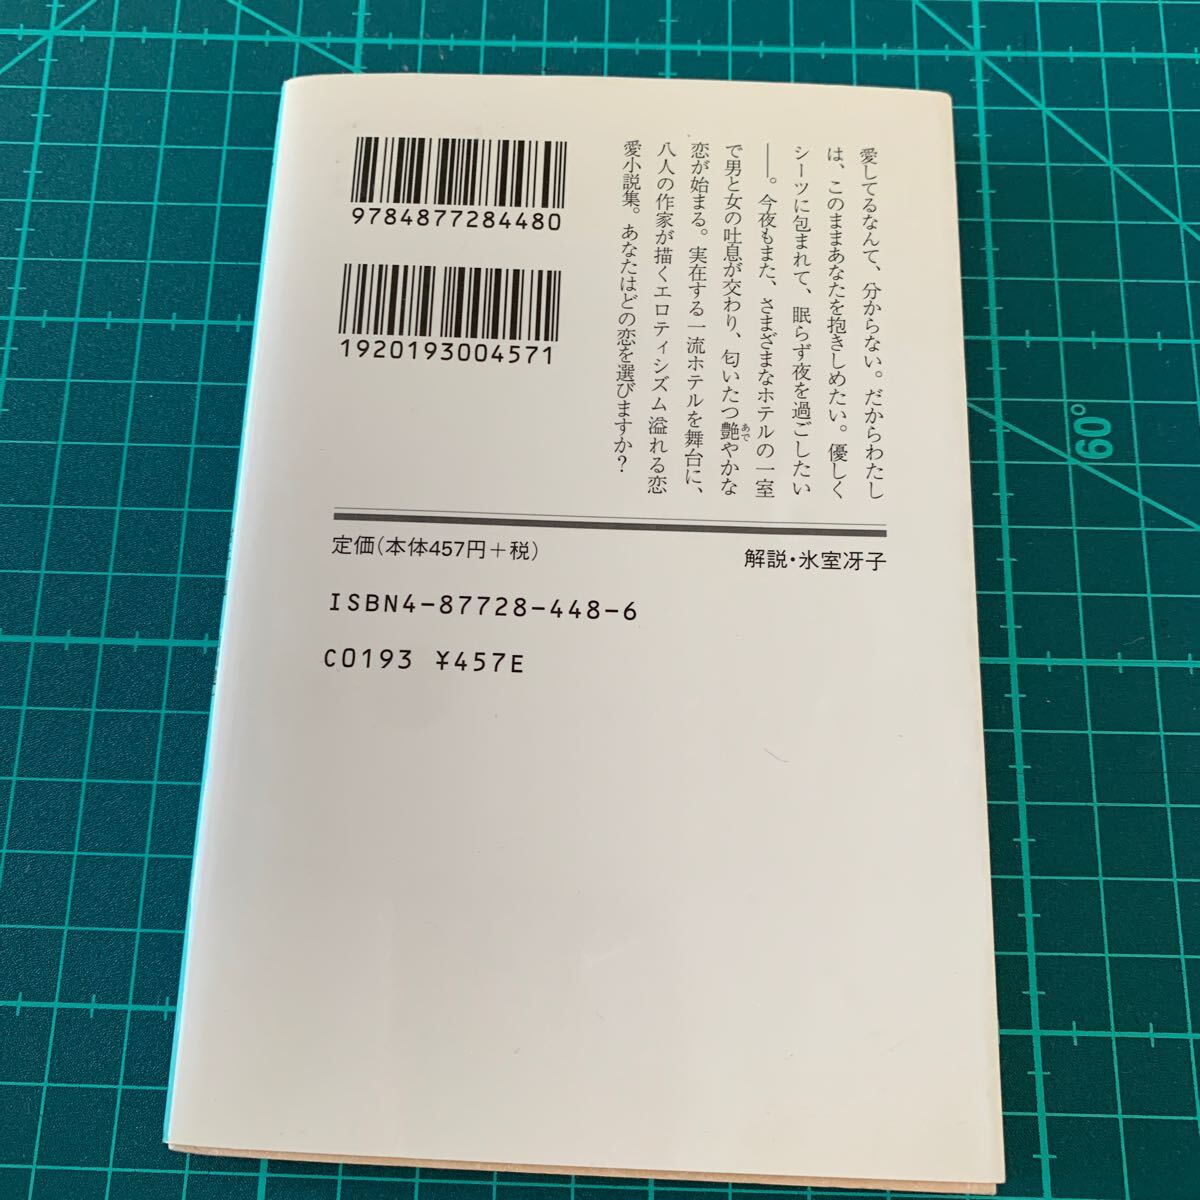 愛してるなんて、分からない。だからわたし
は、このままあなたを抱きしめたい。優しく
シーツに包まれて、眠らず夜を過ごしたい
――。今夜もまた、さまざまなホテルの一室
で男と女の吐息が交わり、匂いたつ艶やかな
あで
恋が始まる。実在する一流ホテルを舞台に、
八人の作家が描くエロティシズム溢れる恋
愛小説集。あなたはどの恋を選びますか？
9784877284480
1920193004571
定価(本体457円＋税)
解説・氷室冴子
ISBN4-87728-448-6
C0193 ¥457E
60°